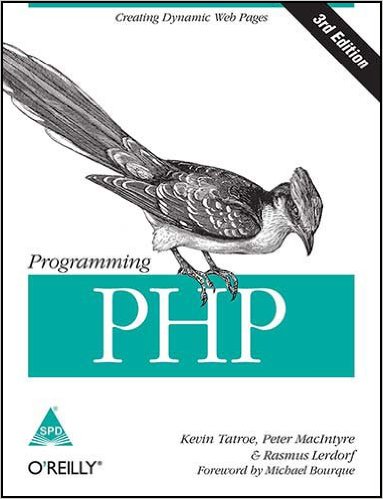 Creating Dynamic Web Pages
3rd Edition
Programming
PHP
SPD
O'REILLY®
Kevin Tatroe, Peter MacIntyre
& Rasmus Lerdorf
Foreword by Michael Bourque